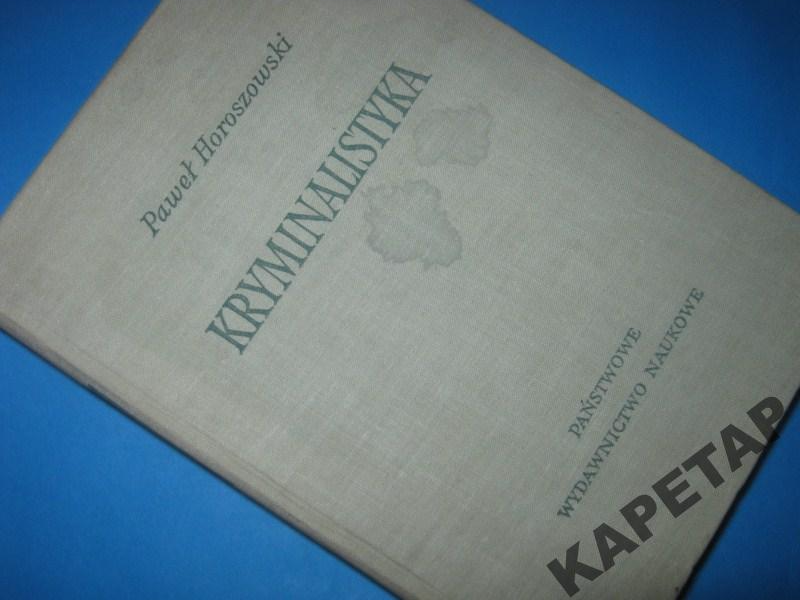 Paweł Horoszowski
KRYMINALISTYKA
PAŃSTWOWE
WYDAWNICTWO NAUKOWE
KAPETAP